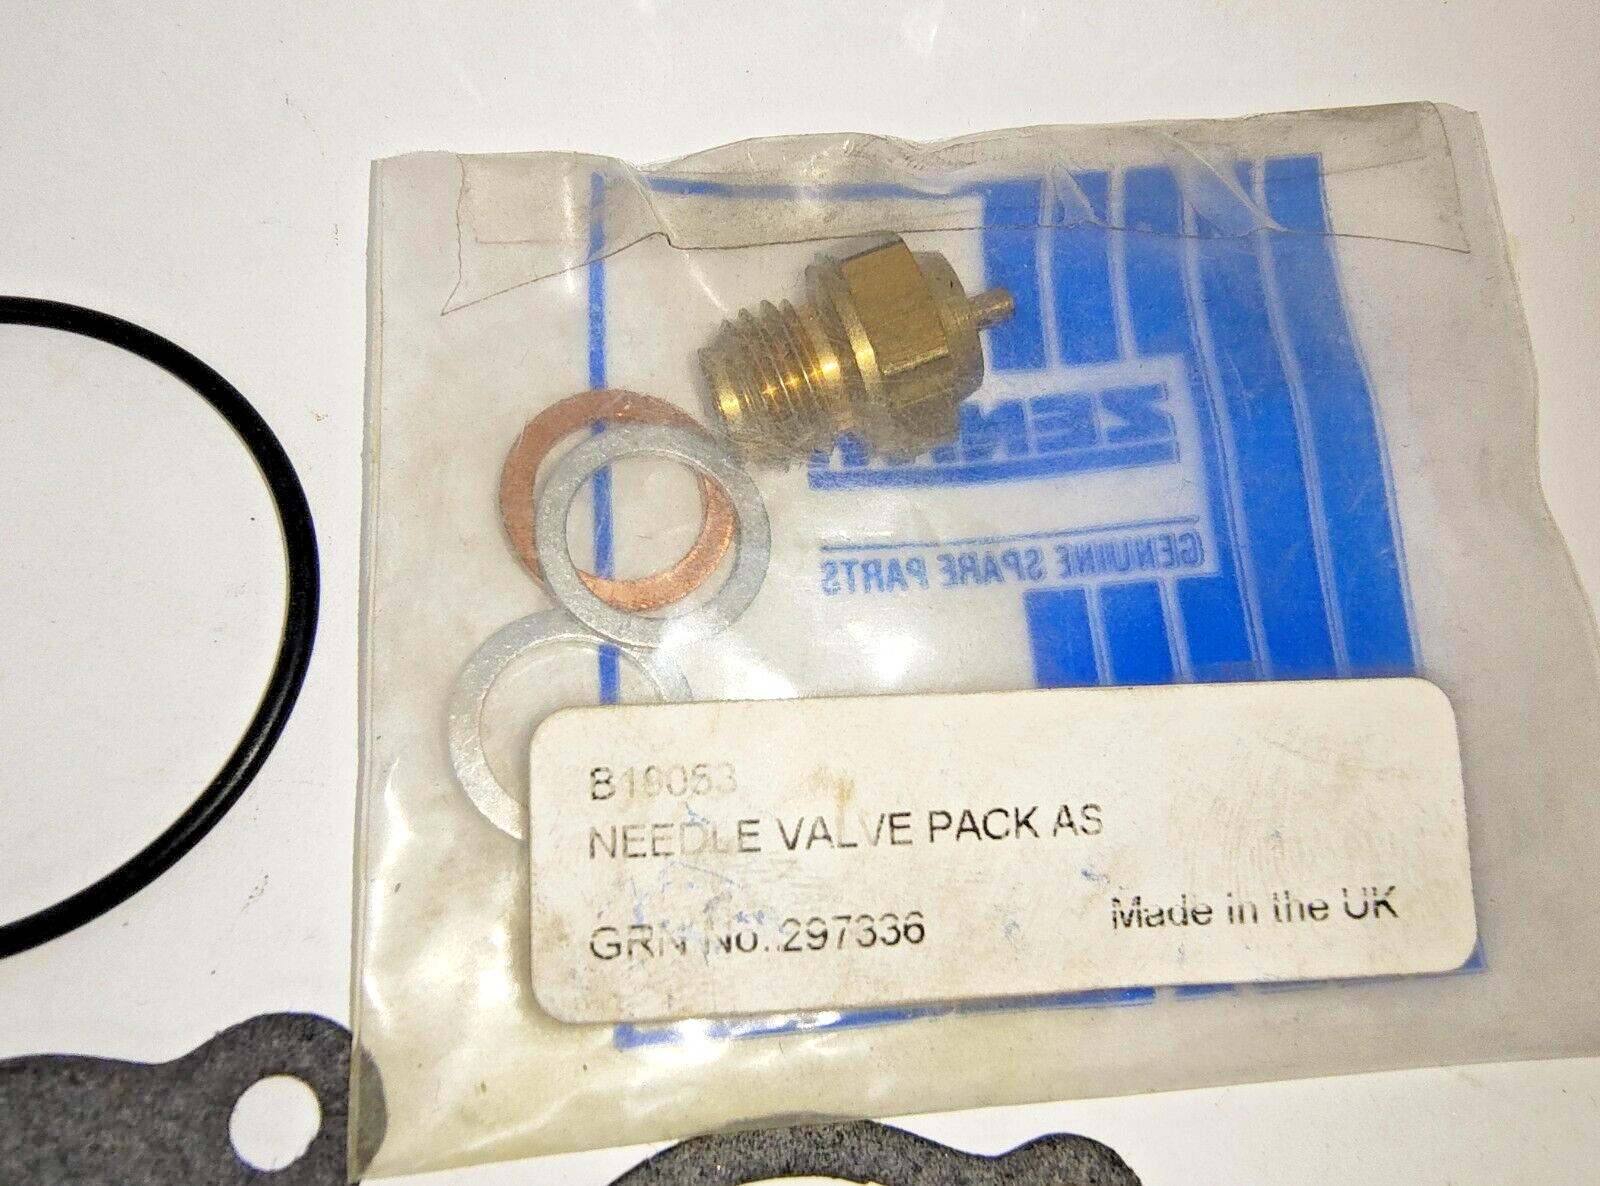 ZENITH
GENUINE SPARE PARTS
B19053
NEEDLE VALVE PACK AS
GRN No.:297336
Made in the UK